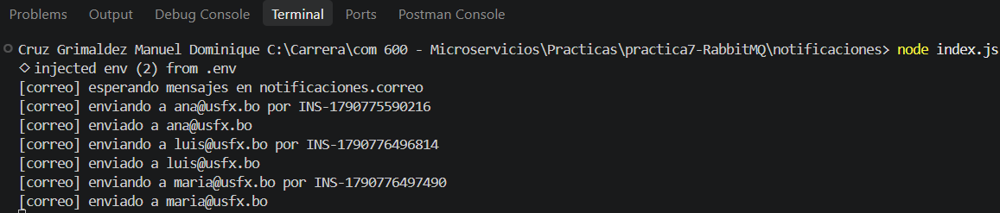 Problems Output Debug Console Terminal Ports Postman Console
Cruz Grimaldez Manuel Dominique C:\Carrera\com 600 - Microservicios\Practicas\practica7-RabbitMQ\notificaciones> node index.js
injected env (2) from .env
[correo] esperando mensajes en notificaciones.correo
[correo] enviando a ana@usfx.bo por INS-1790775590216
[correo] enviado a ana@usfx.bo
[correo] enviando a luis@usfx.bo por INS-1790776496814
[correo] enviado a luis@usfx.bo
[correo] enviando a maria@usfx.bo por INS-1790776497490
[correo] enviado a maria@usfx.bo